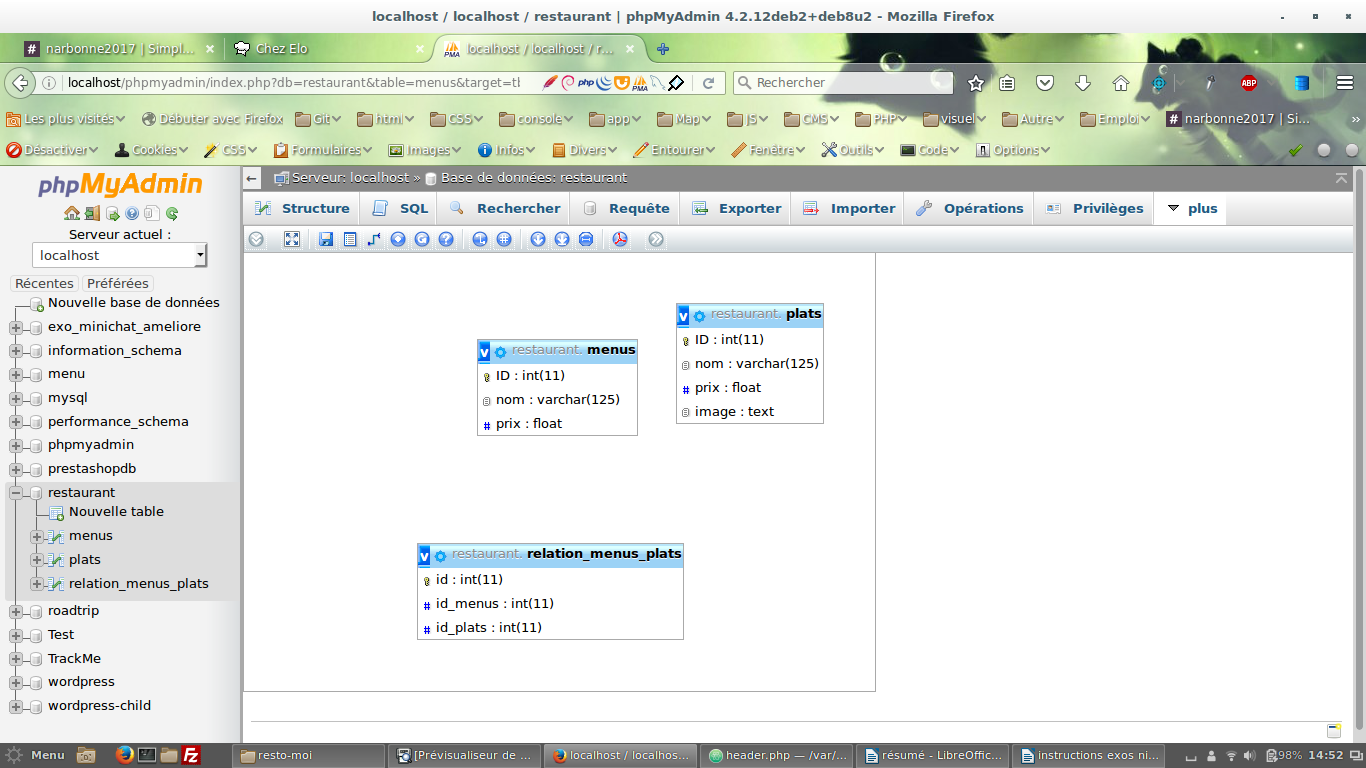 localhost / localhost / restaurant | phpMyAdmin 4.2.12deb2+deb8u2 - Mozilla Firefox
narbonne2017 | Simpl...
Chez Elo
localhost / localhost / r...
localhost/phpmyadmin/index.php?db=restaurant&table=menus&target=tb
Rechercher
Les plus visités
Débuter avec Firefox
Git
html
CSS
console
app
Map
JS
CMS
PHP
visuel
Autre
Emploi
narbonne2017 | Si...
Désactiver
Cookies
CSS
Formulaires
Images
Infos
Divers
Entourer
Fenêtre
Outils
Code
Options
phpMyAdmin
Serveur actuel :
localhost
Récentes
Préférées
Nouvelle base de données
exo_minichat_ameliore
information_schema
menu
mysql
performance_schema
phpmyadmin
prestashopdb
restaurant
Nouvelle table
menus
plats
relation_menus_plats
roadtrip
Test
TrackMe
wordpress
wordpress-child
Serveur: localhost » Base de données: restaurant
Structure
SQL
Rechercher
Requête
Exporter
Importer
Opérations
Privilèges
plus
v restaurant. menus
ID : int(11)
nom : varchar(125)
prix : float
v restaurant. plats
ID : int(11)
nom : varchar(125)
prix : float
image : text
v restaurant. relation_menus_plats
id : int(11)
id_menus : int(11)
id_plats : int(11)
Menu
resto-moi
[Prévisualiseur de ...
localhost / localhos...
header.php — /var/...
résumé - LibreOffic...
instructions exos ni...
98%
14:52